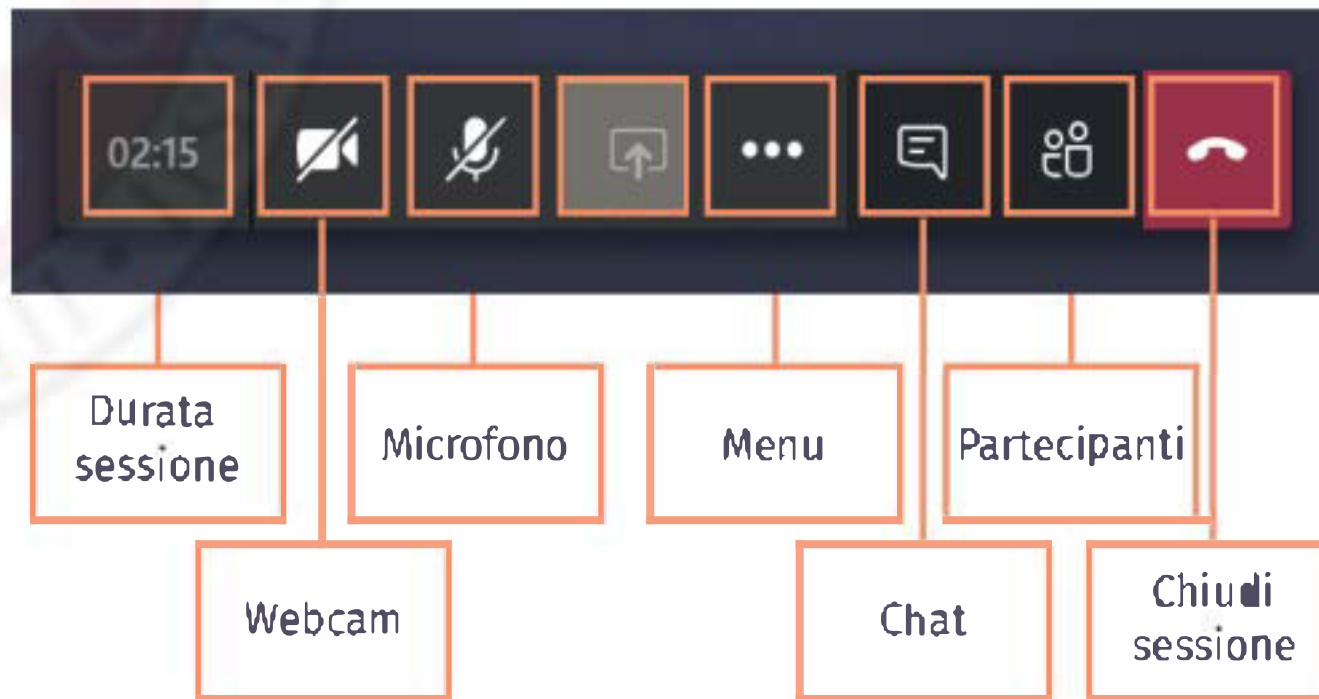 02:15
Durata
sessione
Microfono
Menu
Partecipanti
Webcam
Chat
Chiudi
sessione